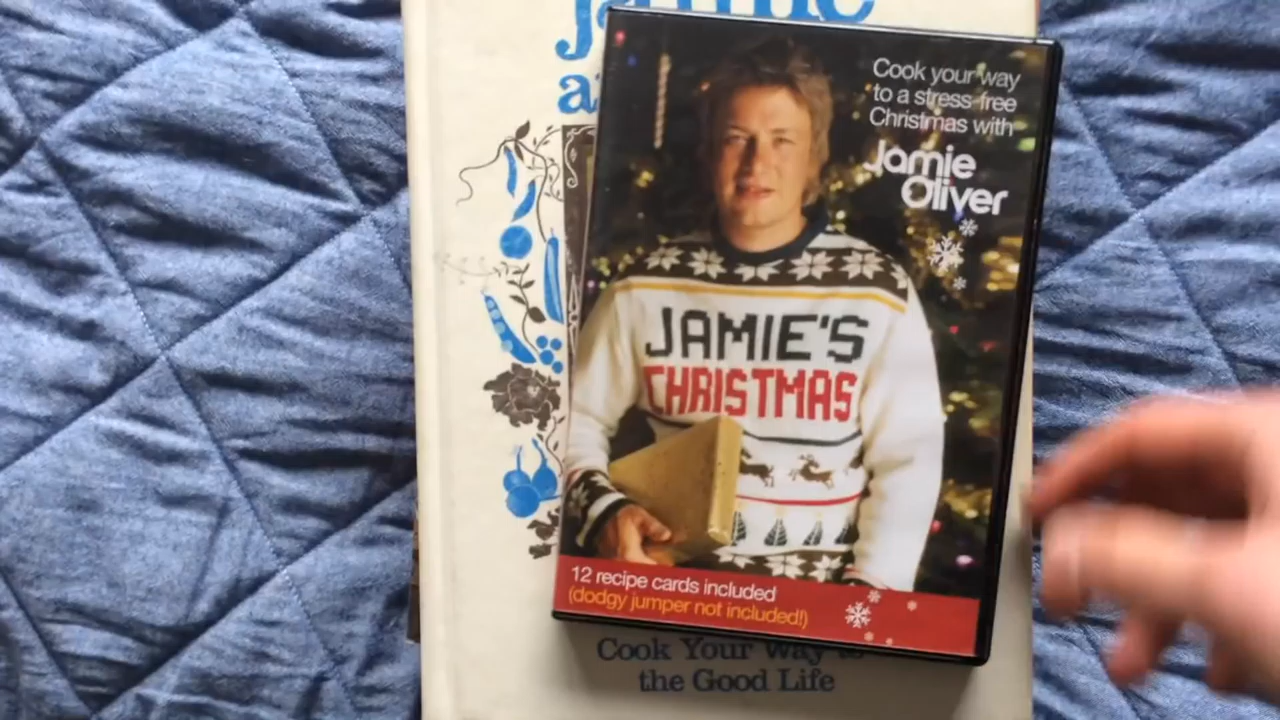 Jamie
Cook your way
to a stress-free
Christmas with
Jamie
Oliver
JAMIE'S
CHRISTMAS
12 recipe cards included
(dodgy jumper not included!)
Cook Your Way to
the Good Life